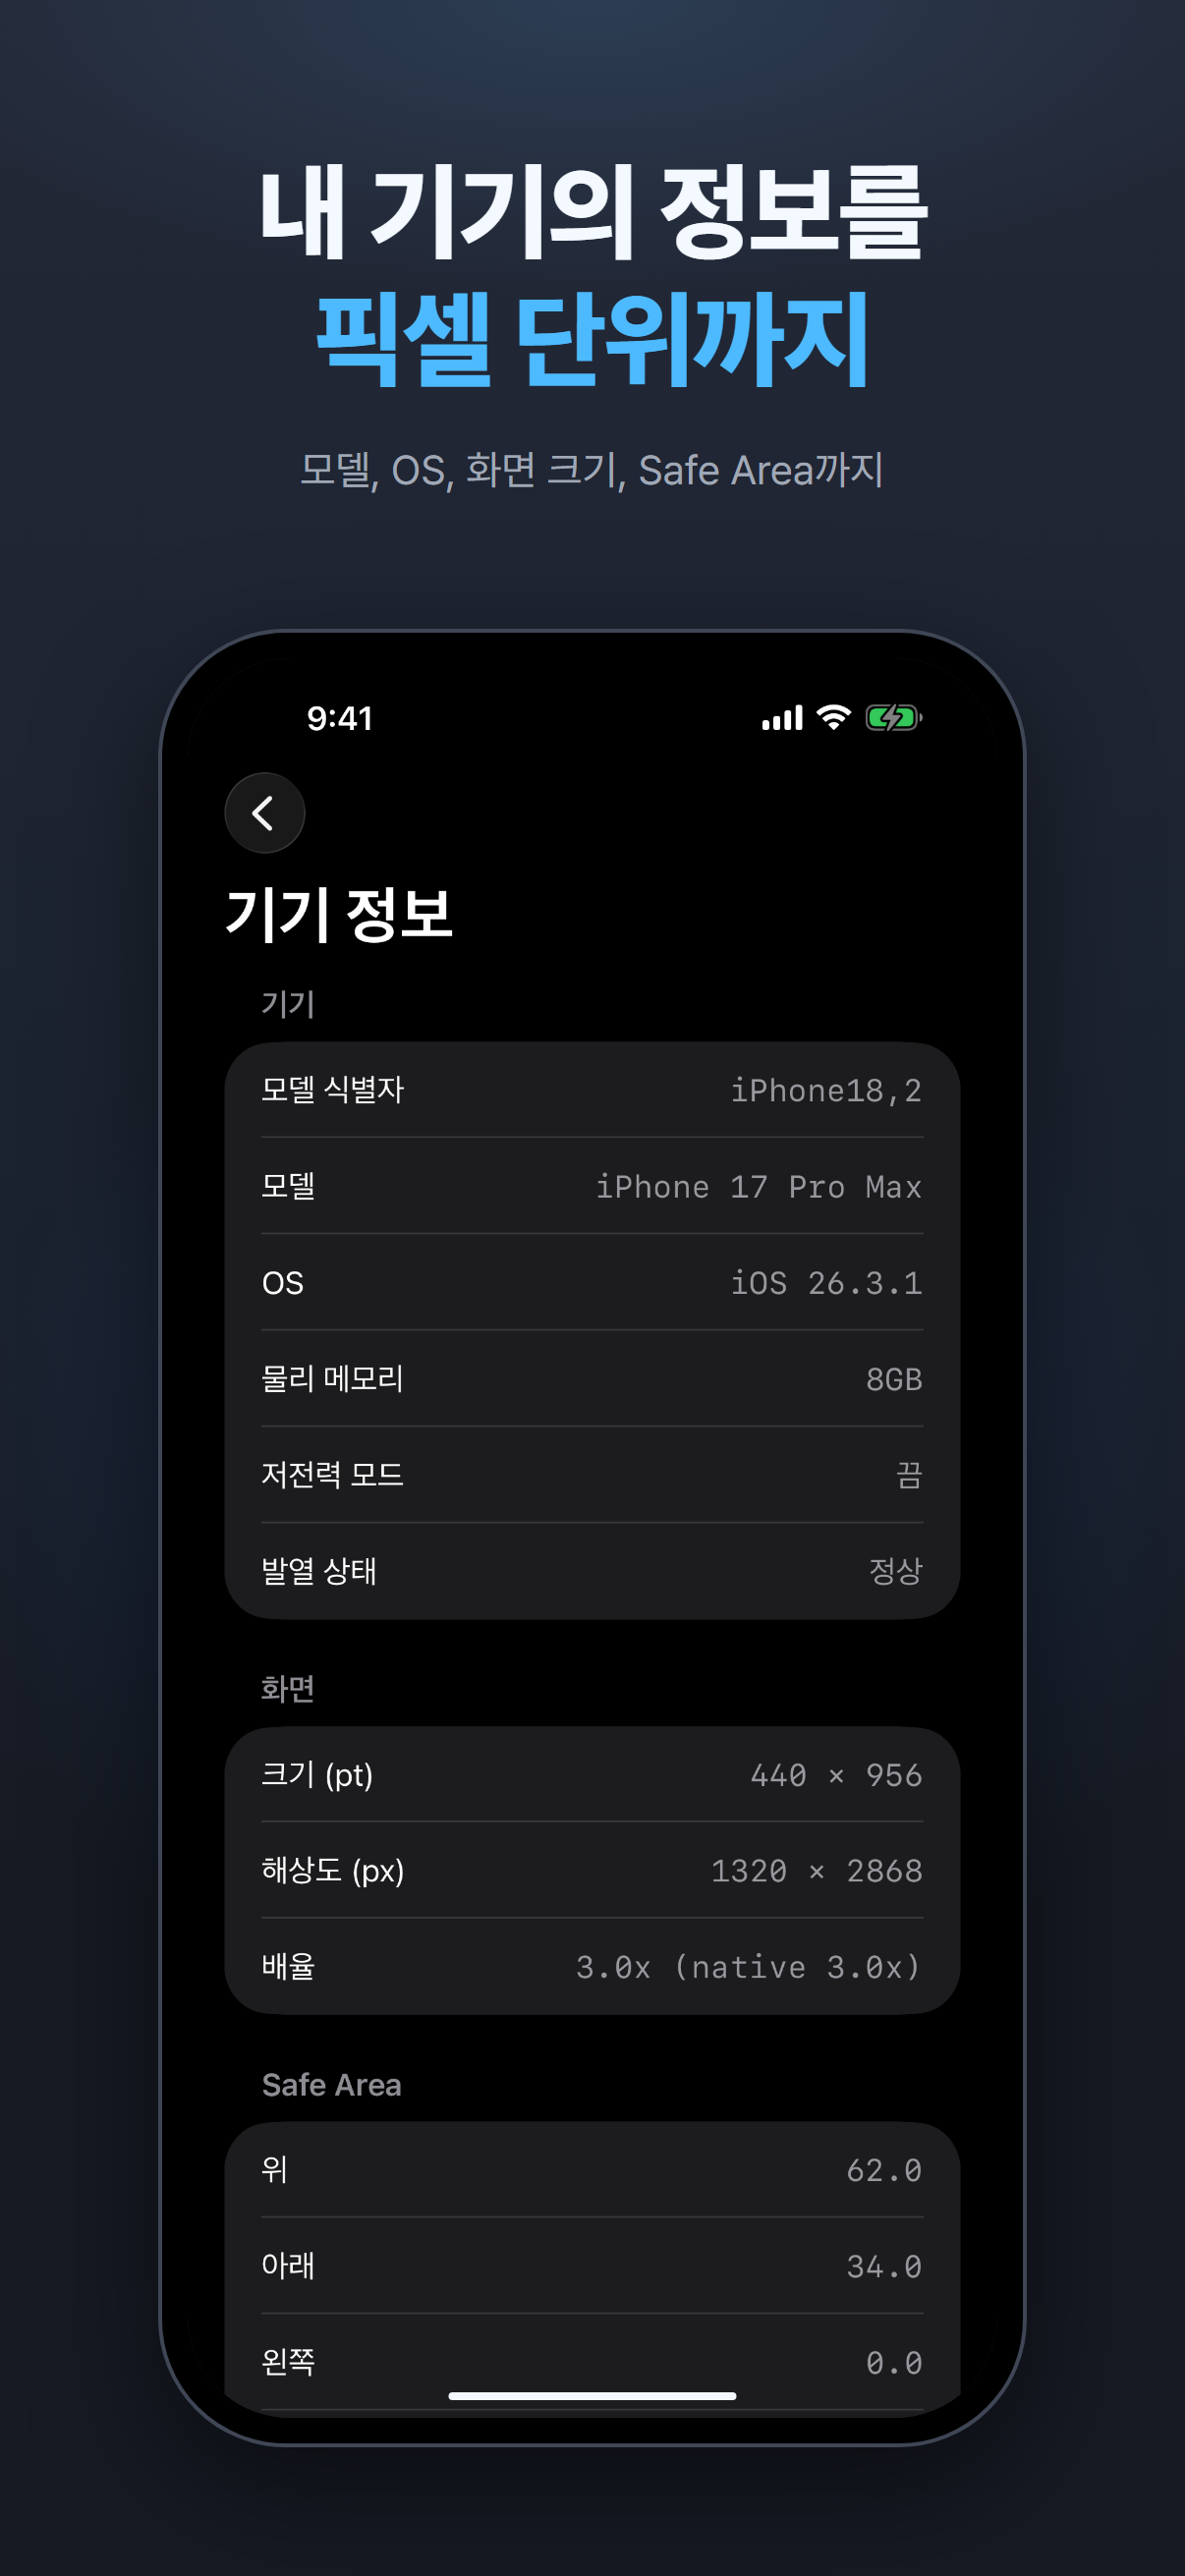 내 기기의 정보를
픽셀 단위까지
모델, OS, 화면 크기, Safe Area까지
9:41
기기 정보
기기
모델 식별자 iPhone18,2
모델 iPhone 17 Pro Max
OS iOS 26.3.1
물리 메모리 8GB
저전력 모드 끔
발열 상태 정상
화면
크기 (pt) 440 × 956
해상도 (px) 1320 × 2868
배율 3.0x (native 3.0x)
Safe Area
위 62.0
아래 34.0
왼쪽 0.0